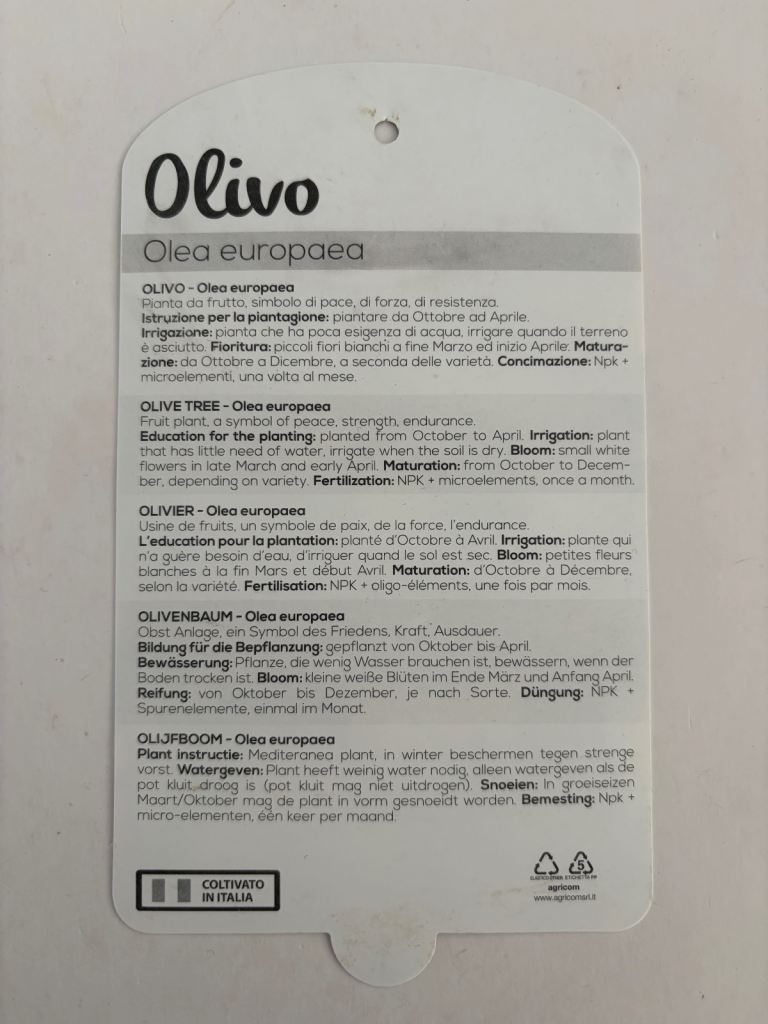 Olivo
Olea europaea
OLIVO - Olea europaea
Pianta da frutto, simbolo di pace, di forza, di resistenza.
Istruzione per la piantagione: piantare da Ottobre ad Aprile.
Irrigazione: pianta che ha poca esigenza di acqua, irrigare quando il terreno
è asciutto. Fioritura: piccoli fiori bianchi a fine Marzo ed inizio Aprile. Matura-
zione: da Ottobre a Dicembre, a seconda delle varietà. Concimazione: Npk +
microelementi, una volta al mese.
OLIVE TREE - Olea europaea
Fruit plant, a symbol of peace, strength, endurance.
Education for the planting: planted from October to April. Irrigation: plant
that has little need of water, irrigate when the soil is dry. Bloom: small white
flowers in late March and early April. Maturation: from October to Decem-
ber, depending on variety. Fertilization: NPK + microelements, once a month.
OLIVIER - Olea europaea
Usine de fruits, un symbole de paix, de la force, l'endurance.
L'education pour la plantation: planté d'Octobre à Avril. Irrigation: plante qui
n'a guère besoin d'eau, d'irriguer quand le sol est sec. Bloom: petites fleurs
blanches à la fin Mars et début Avril. Maturation: d'Octobre à Décembre,
selon la variété. Fertilisation: NPK + oligo-éléments, une fois par mois.
OLIVENBAUM - Olea europaea
Obst Anlage, ein Symbol des Friedens, Kraft, Ausdauer.
Bildung für die Bepflanzung: gepflanzt von Oktober bis April.
Bewässerung: Pflanze, die wenig Wasser brauchen ist, bewässern, wenn der
Boden trocken ist. Bloom: kleine weiße Blüten im Ende März und Anfang April.
Reifung: von Oktober bis Dezember, je nach Sorte. Düngung: NPK +
Spurenelemente, einmal im Monat.
OLIJFBOOM - Olea europaea
Plant instructie: Mediteranea plant, in winter beschermen tegen strenge
vorst. Watergeven: Plant heeft weinig water nodig, alleen watergeven als de
pot kluit droog is (pot kluit mag niet uitdrogen). Snoeien: In groeiseizen
Maart/Oktober mag de plant in vorm gesnoeidt worden. Bemesting: Npk +
micro-elementen, één keer per maand.
COLTIVATO
IN ITALIA
5
ETICHETTA PP
agricom
www.agricomsrl.it